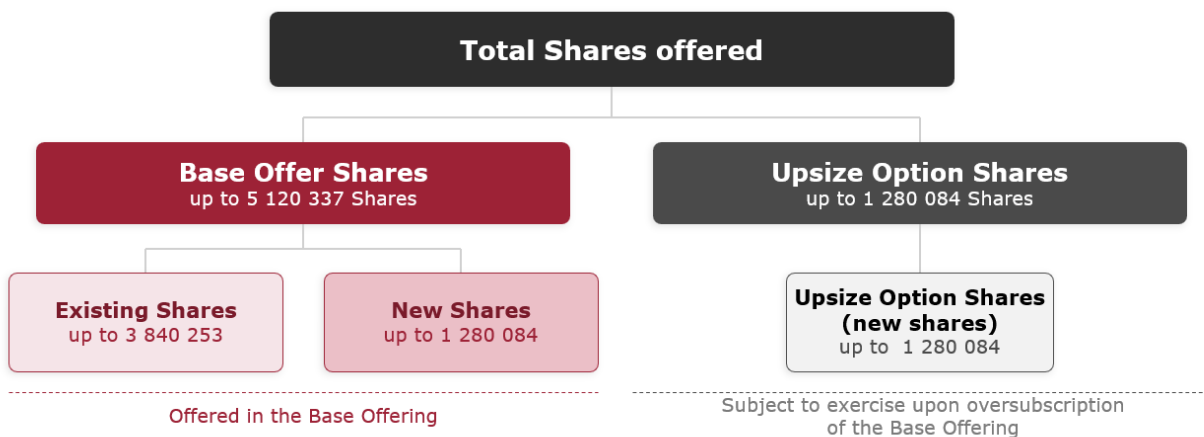 Total Shares offered
Base Offer Shares
up to 5 120 337 Shares
Upsize Option Shares
up to 1 280 084 Shares
Existing Shares
up to 3 840 253
New Shares
up to 1 280 084
Upsize Option Shares
(new shares)
up to 1 280 084
Offered in the Base Offering
Subject to exercise upon oversubscription
of the Base Offering